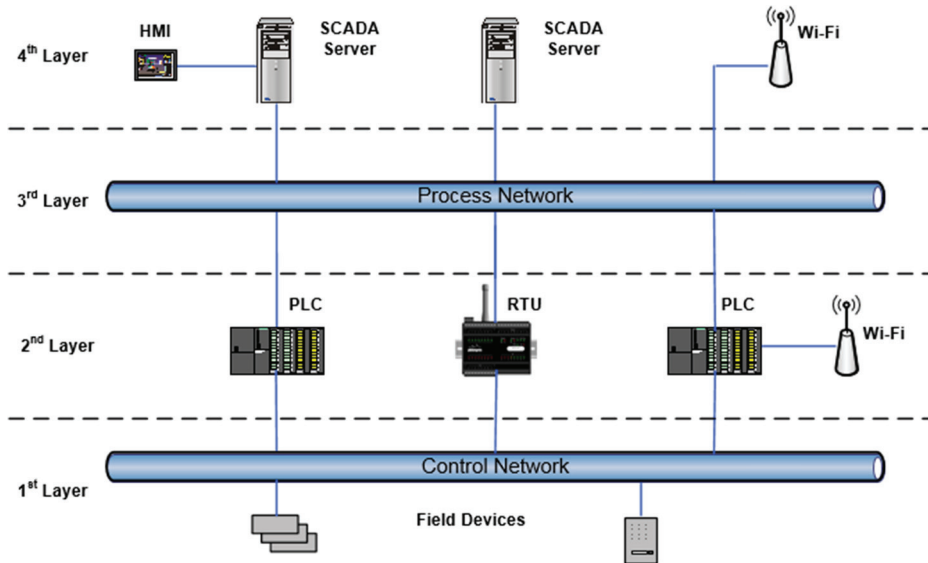 HMI
SCADA
Server
SCADA
Server
Wi-Fi
4th Layer
3rd Layer
Process Network
PLC
RTU
PLC
2nd Layer
Wi-Fi
Control Network
1st Layer
Field Devices